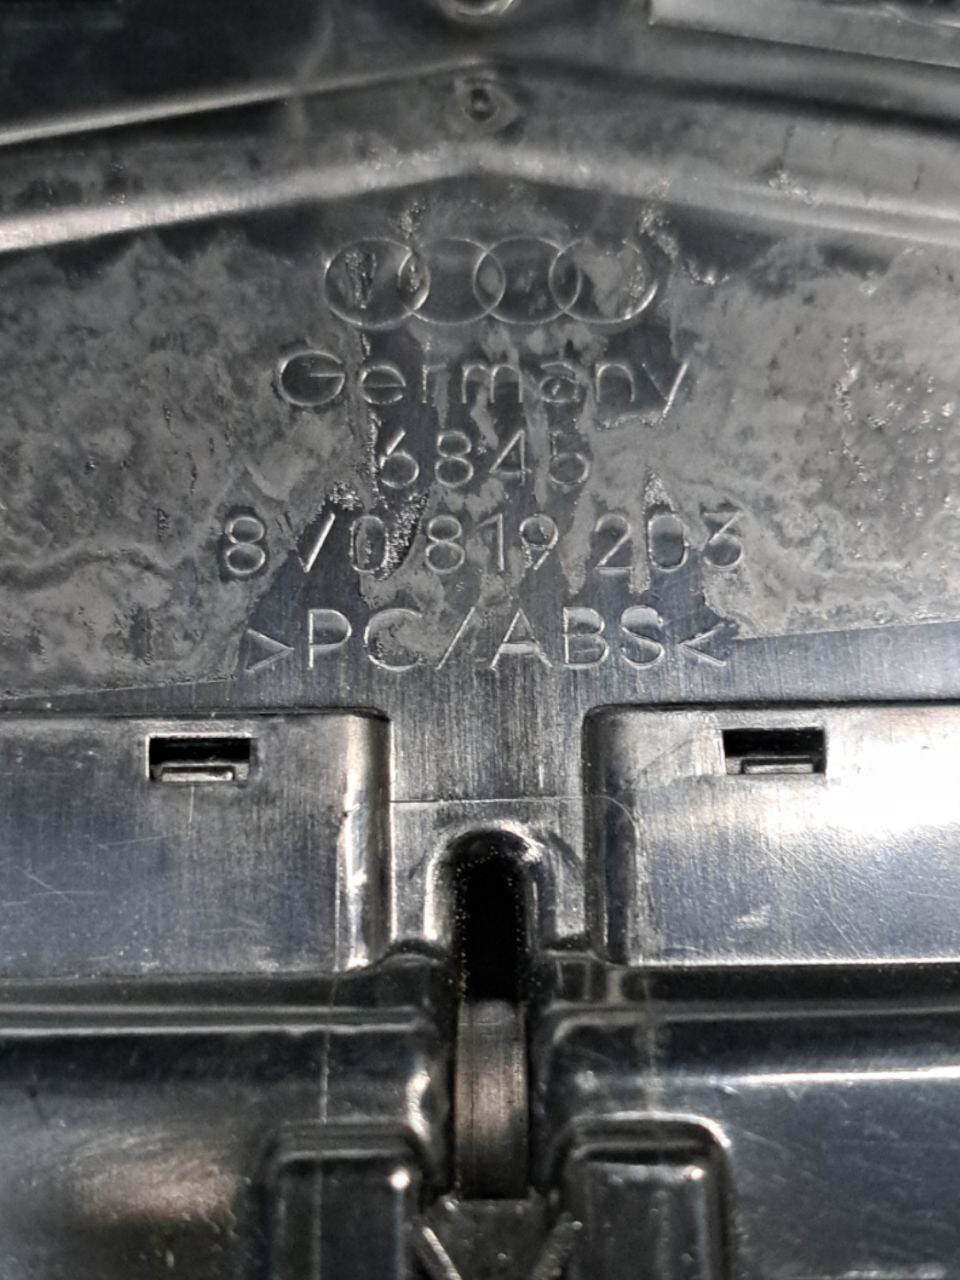 Germany
6845
8V0 819 203
>PC/ABS<